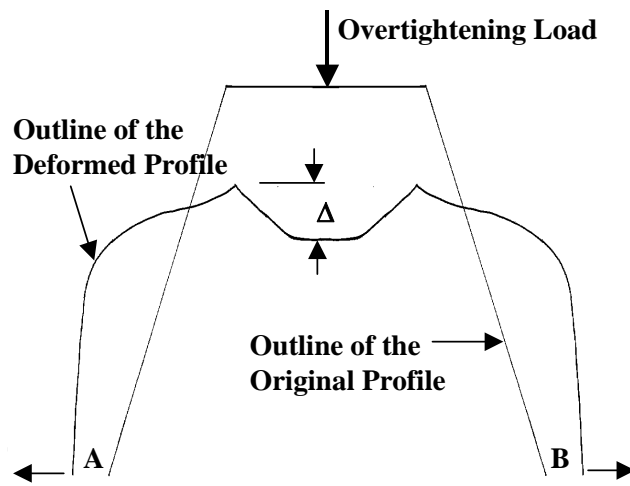 Overtightening Load
Outline of the
Deformed Profile
Δ
Outline of the
Original Profile
A
B